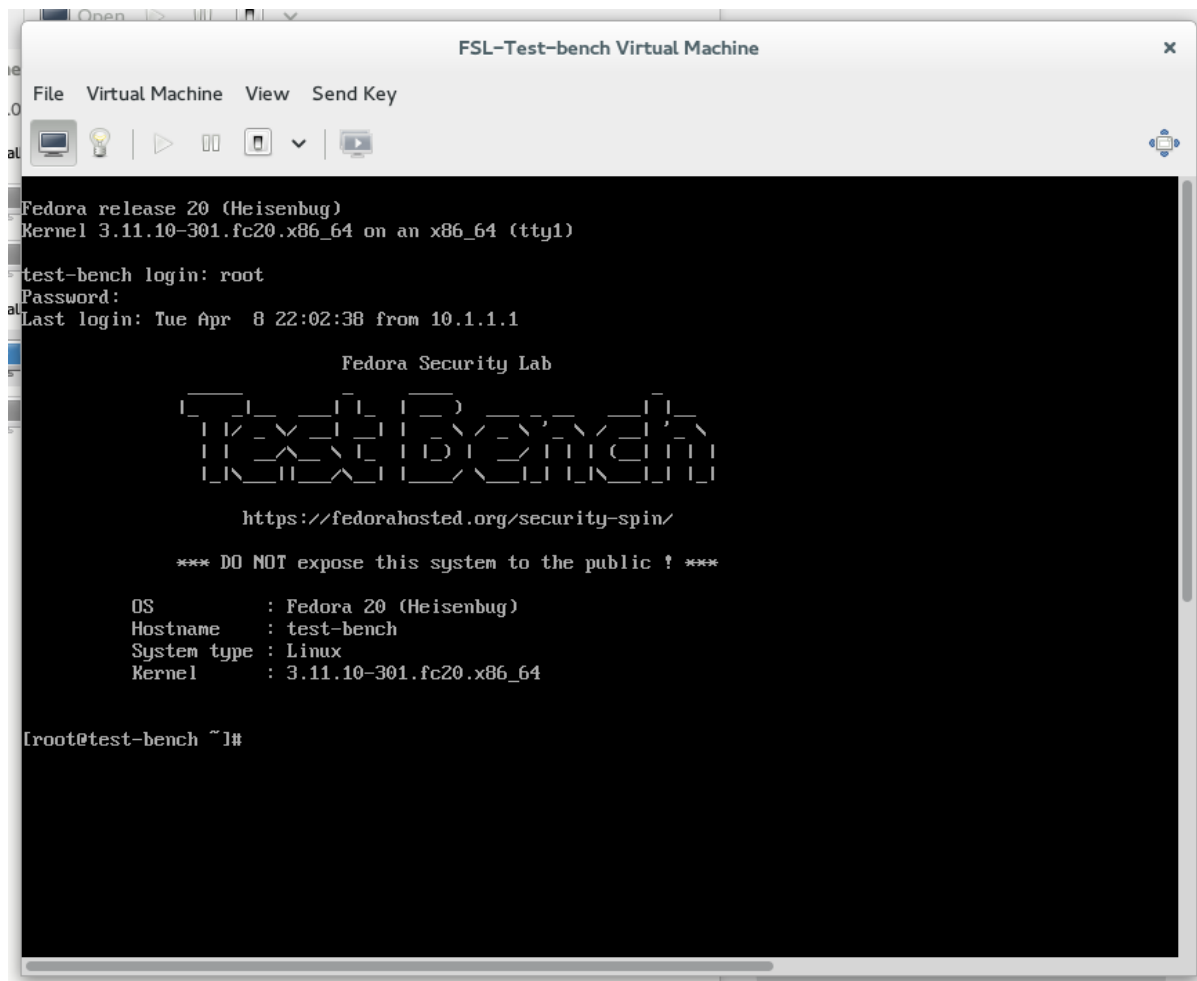 Open
FSL-Test-bench Virtual Machine
File Virtual Machine View Send Key
Fedora release 20 (Heisenbug)
Kernel 3.11.10-301.fc20.x86_64 on an x86_64 (tty1)
test-bench login: root
Password:
Last login: Tue Apr  8 22:02:38 from 10.1.1.1
Fedora Security Lab
Test Bench
https://fedorahosted.org/security-spin/
*** DO NOT expose this system to the public ! ***
OS : Fedora 20 (Heisenbug)
Hostname : test-bench
System type : Linux
Kernel : 3.11.10-301.fc20.x86_64
[root@test-bench ~]#